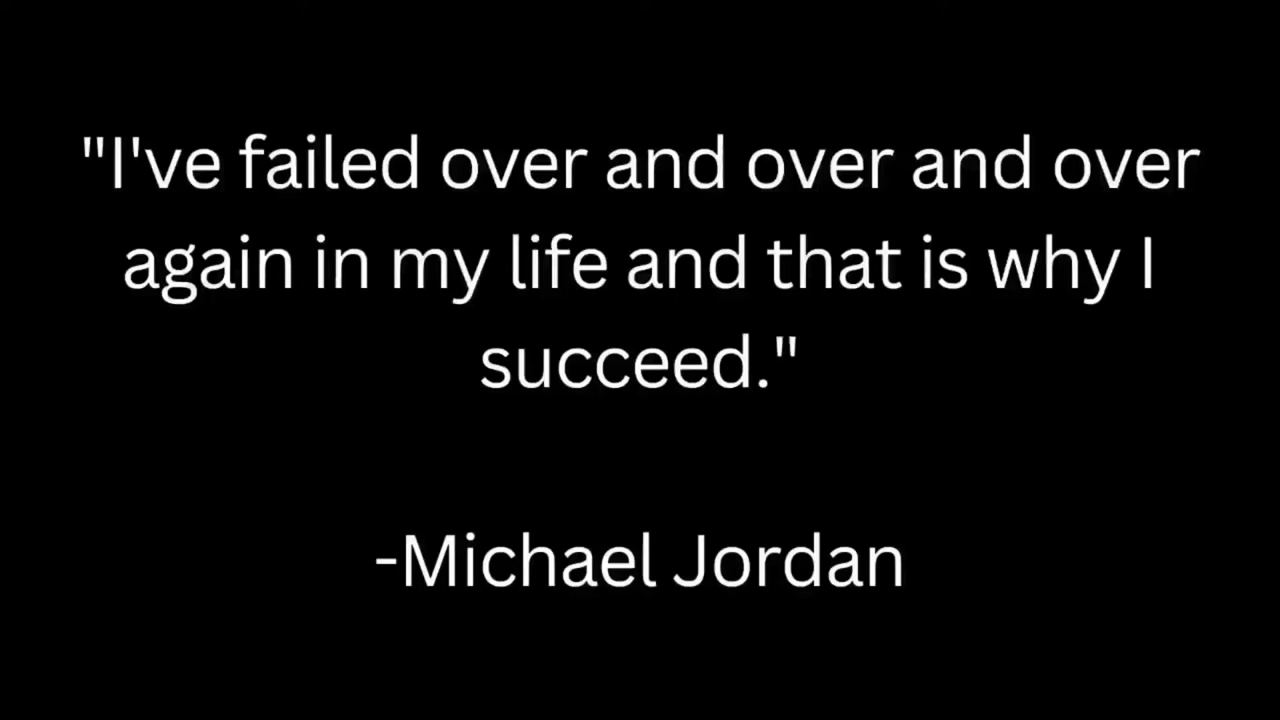 "I've failed over and over and over
again in my life and that is why I
succeed."
-Michael Jordan